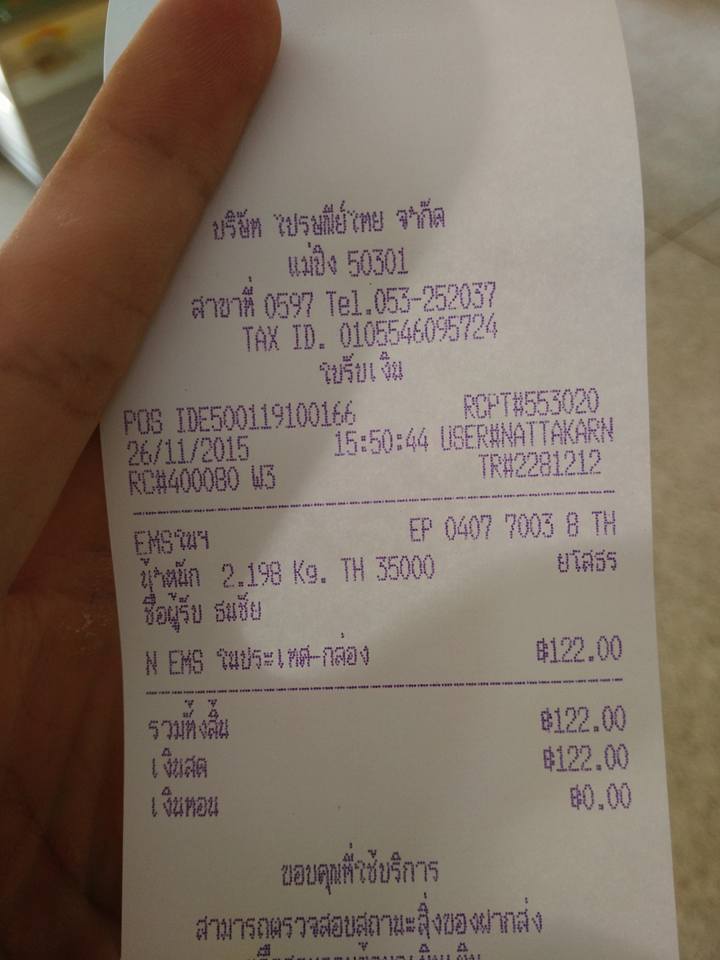 บริษัท ไปรษณีย์ไทย จำกัด
แม่ปิง 50301
สาขาที่ 0597 Tel.053-252037
TAX ID. 0105546095724
ใบรับเงิน
POS IDE500119100166 RCPT#553020
26/11/2015 15:50:44 USER#NATTAKARN
RC#400080 W3 TR#2281212
EMSในฯ EP 0407 7003 8 TH
น้ำหนัก 2.198 Kg. TH 35000 ยโสธร
ชื่อผู้รับ ธนชัย
N EMS ในประเทศ-กล่อง ฿122.00
รวมทั้งสิ้น ฿122.00
เงินสด ฿122.00
เงินทอน ฿0.00
ขอบคุณที่ใช้บริการ
สามารถตรวจสอบสถานะสิ่งของฝากส่ง